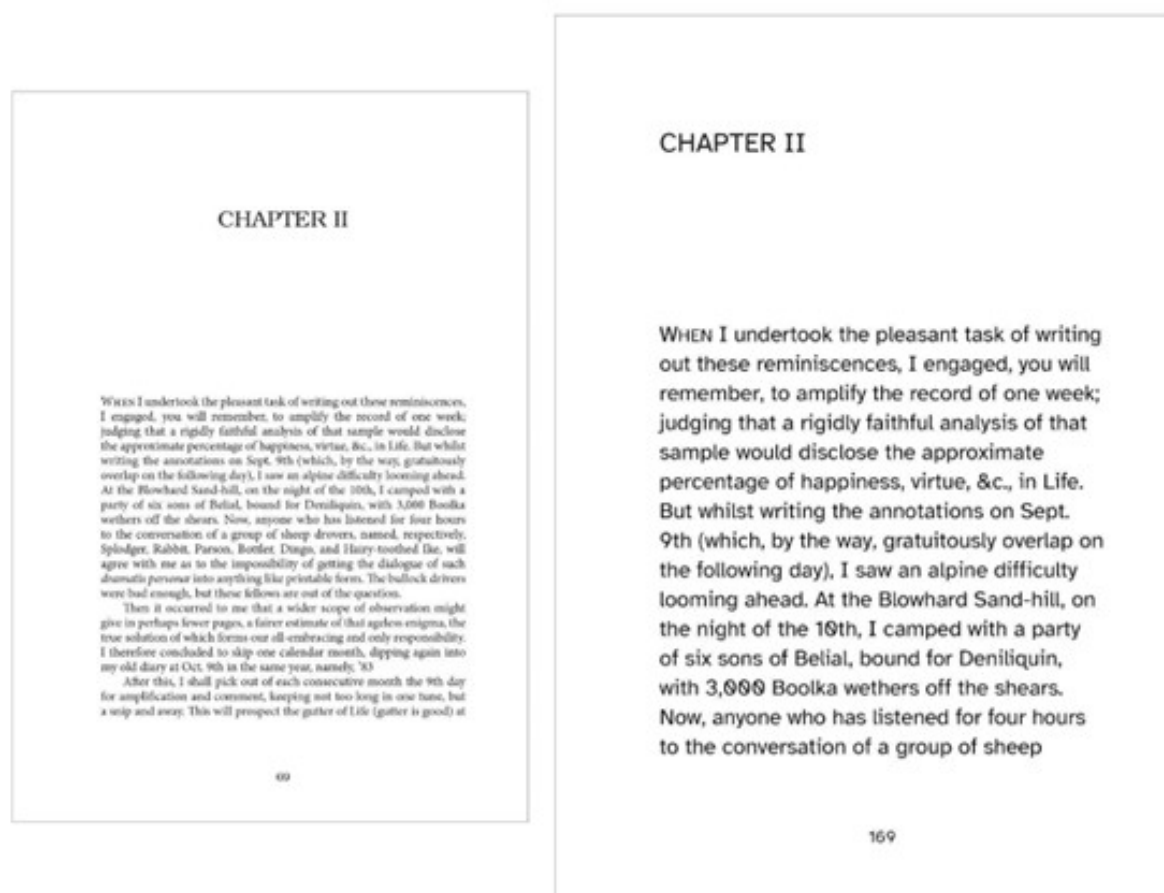 CHAPTER II
WHEN I undertook the pleasant task of writing out these reminiscences,
I engaged, you will remember, to amplify the record of one week;
judging that a rigidly faithful analysis of that sample would disclose
the approximate percentage of happiness, virtue, &c., in Life. But whilst
writing the annotations on Sept. 9th (which, by the way, gratuitously
overlap on the following day), I saw an alpine difficulty looming ahead.
At the Blowhard Sand-hill, on the night of the 10th, I camped with a
party of six sons of Belial, bound for Deniliquin, with 3,000 Boolka
wethers off the shears. Now, anyone who has listened for four hours
to the conversation of a group of sheep drovers, named, respectively,
Splodger, Rabbit, Parson, Bottler, Dingo, and Hairy-toothed Ike, will
agree with me as to the impossibility of getting the dialogue of such
dramatis personæ into anything like printable form. The bullock drivers
were bad enough, but these fellows are out of the question.
Then it occurred to me that a wider scope of observation might
give in perhaps fewer pages, a fairer estimate of that ageless enigma, the
true solution of which forms our all-embracing and only responsibility.
I therefore concluded to skip one calendar month, dipping again into
my old diary at Oct. 9th in the same year, namely, '83
After this, I shall pick out of each consecutive month the 9th day
for amplification and comment, keeping not too long in one tune, but
a snip and away. This will prospect the gutter of Life (gutter is good) at
69
CHAPTER II
WHEN I undertook the pleasant task of writing
out these reminiscences, I engaged, you will
remember, to amplify the record of one week;
judging that a rigidly faithful analysis of that
sample would disclose the approximate
percentage of happiness, virtue, &c., in Life.
But whilst writing the annotations on Sept.
9th (which, by the way, gratuitously overlap on
the following day), I saw an alpine difficulty
looming ahead. At the Blowhard Sand-hill, on
the night of the 10th, I camped with a party
of six sons of Belial, bound for Deniliquin,
with 3,000 Boolka wethers off the shears.
Now, anyone who has listened for four hours
to the conversation of a group of sheep
169